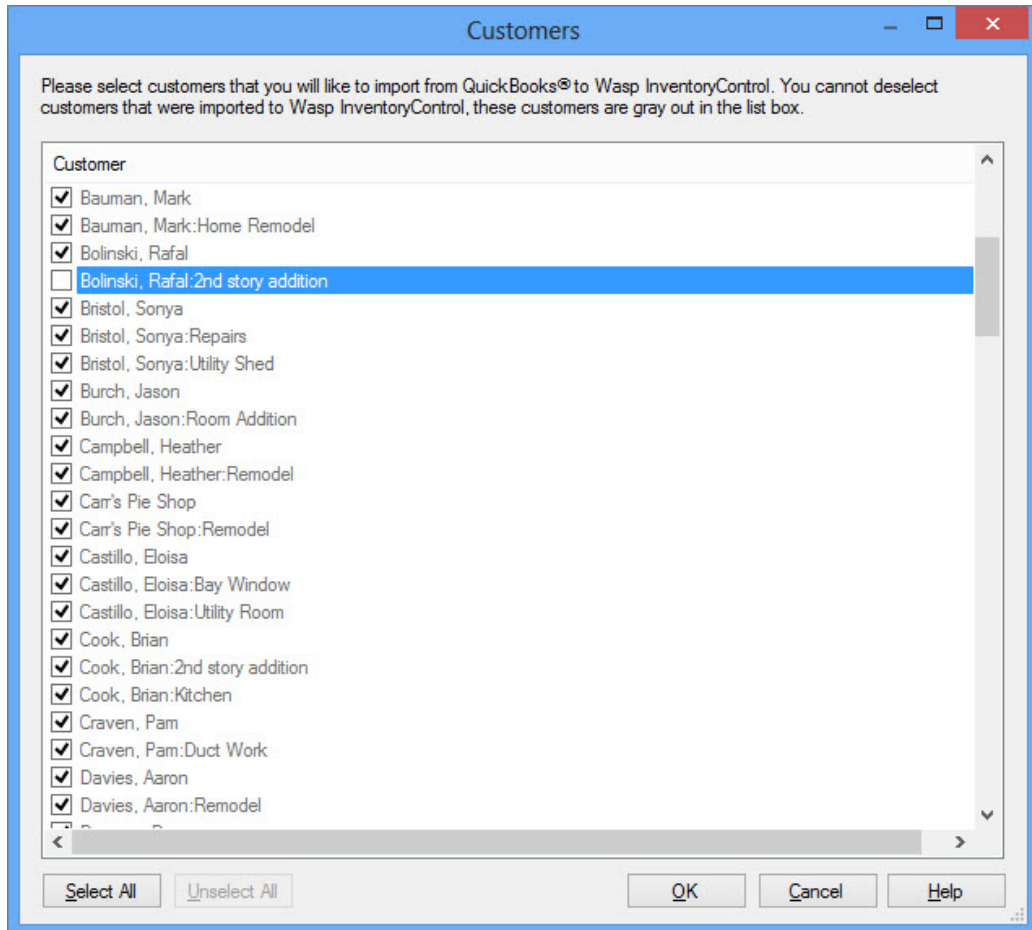 Customers
Please select customers that you will like to import from QuickBooks® to Wasp InventoryControl. You cannot deselect
customers that were imported to Wasp InventoryControl, these customers are gray out in the list box.
Customer
Bauman, Mark
Bauman, Mark:Home Remodel
Bolinski, Rafal
Bolinski, Rafal:2nd story addition
Bristol, Sonya
Bristol, Sonya:Repairs
Bristol, Sonya:Utility Shed
Burch, Jason
Burch, Jason:Room Addition
Campbell, Heather
Campbell, Heather:Remodel
Carr's Pie Shop
Carr's Pie Shop:Remodel
Castillo, Eloisa
Castillo, Eloisa:Bay Window
Castillo, Eloisa:Utility Room
Cook, Brian
Cook, Brian:2nd story addition
Cook, Brian:Kitchen
Craven, Pam
Craven, Pam:Duct Work
Davies, Aaron
Davies, Aaron:Remodel
Select All Unselect All OK Cancel Help